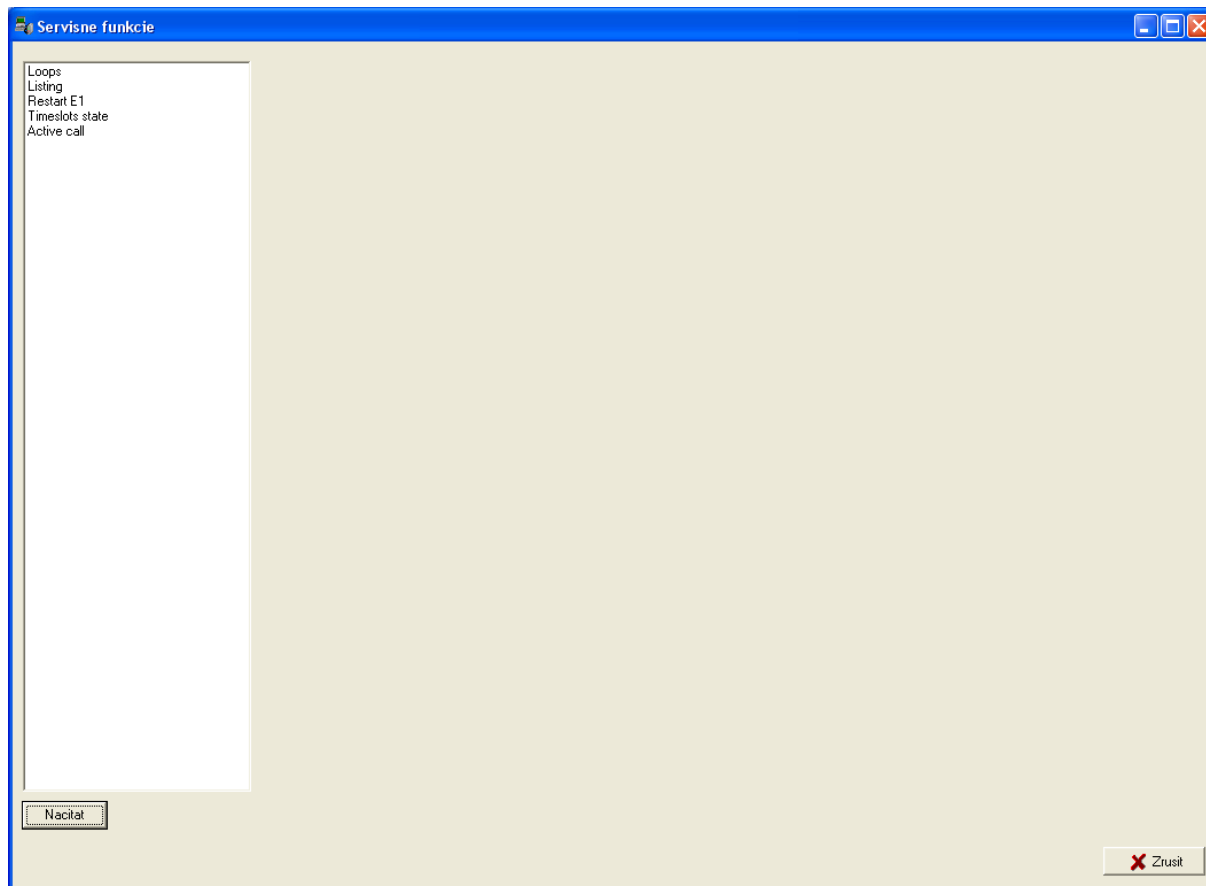 Servisne funkcie
Loops
Listing
Restart E1
Timeslots state
Active call
Nacitat
Zrusit